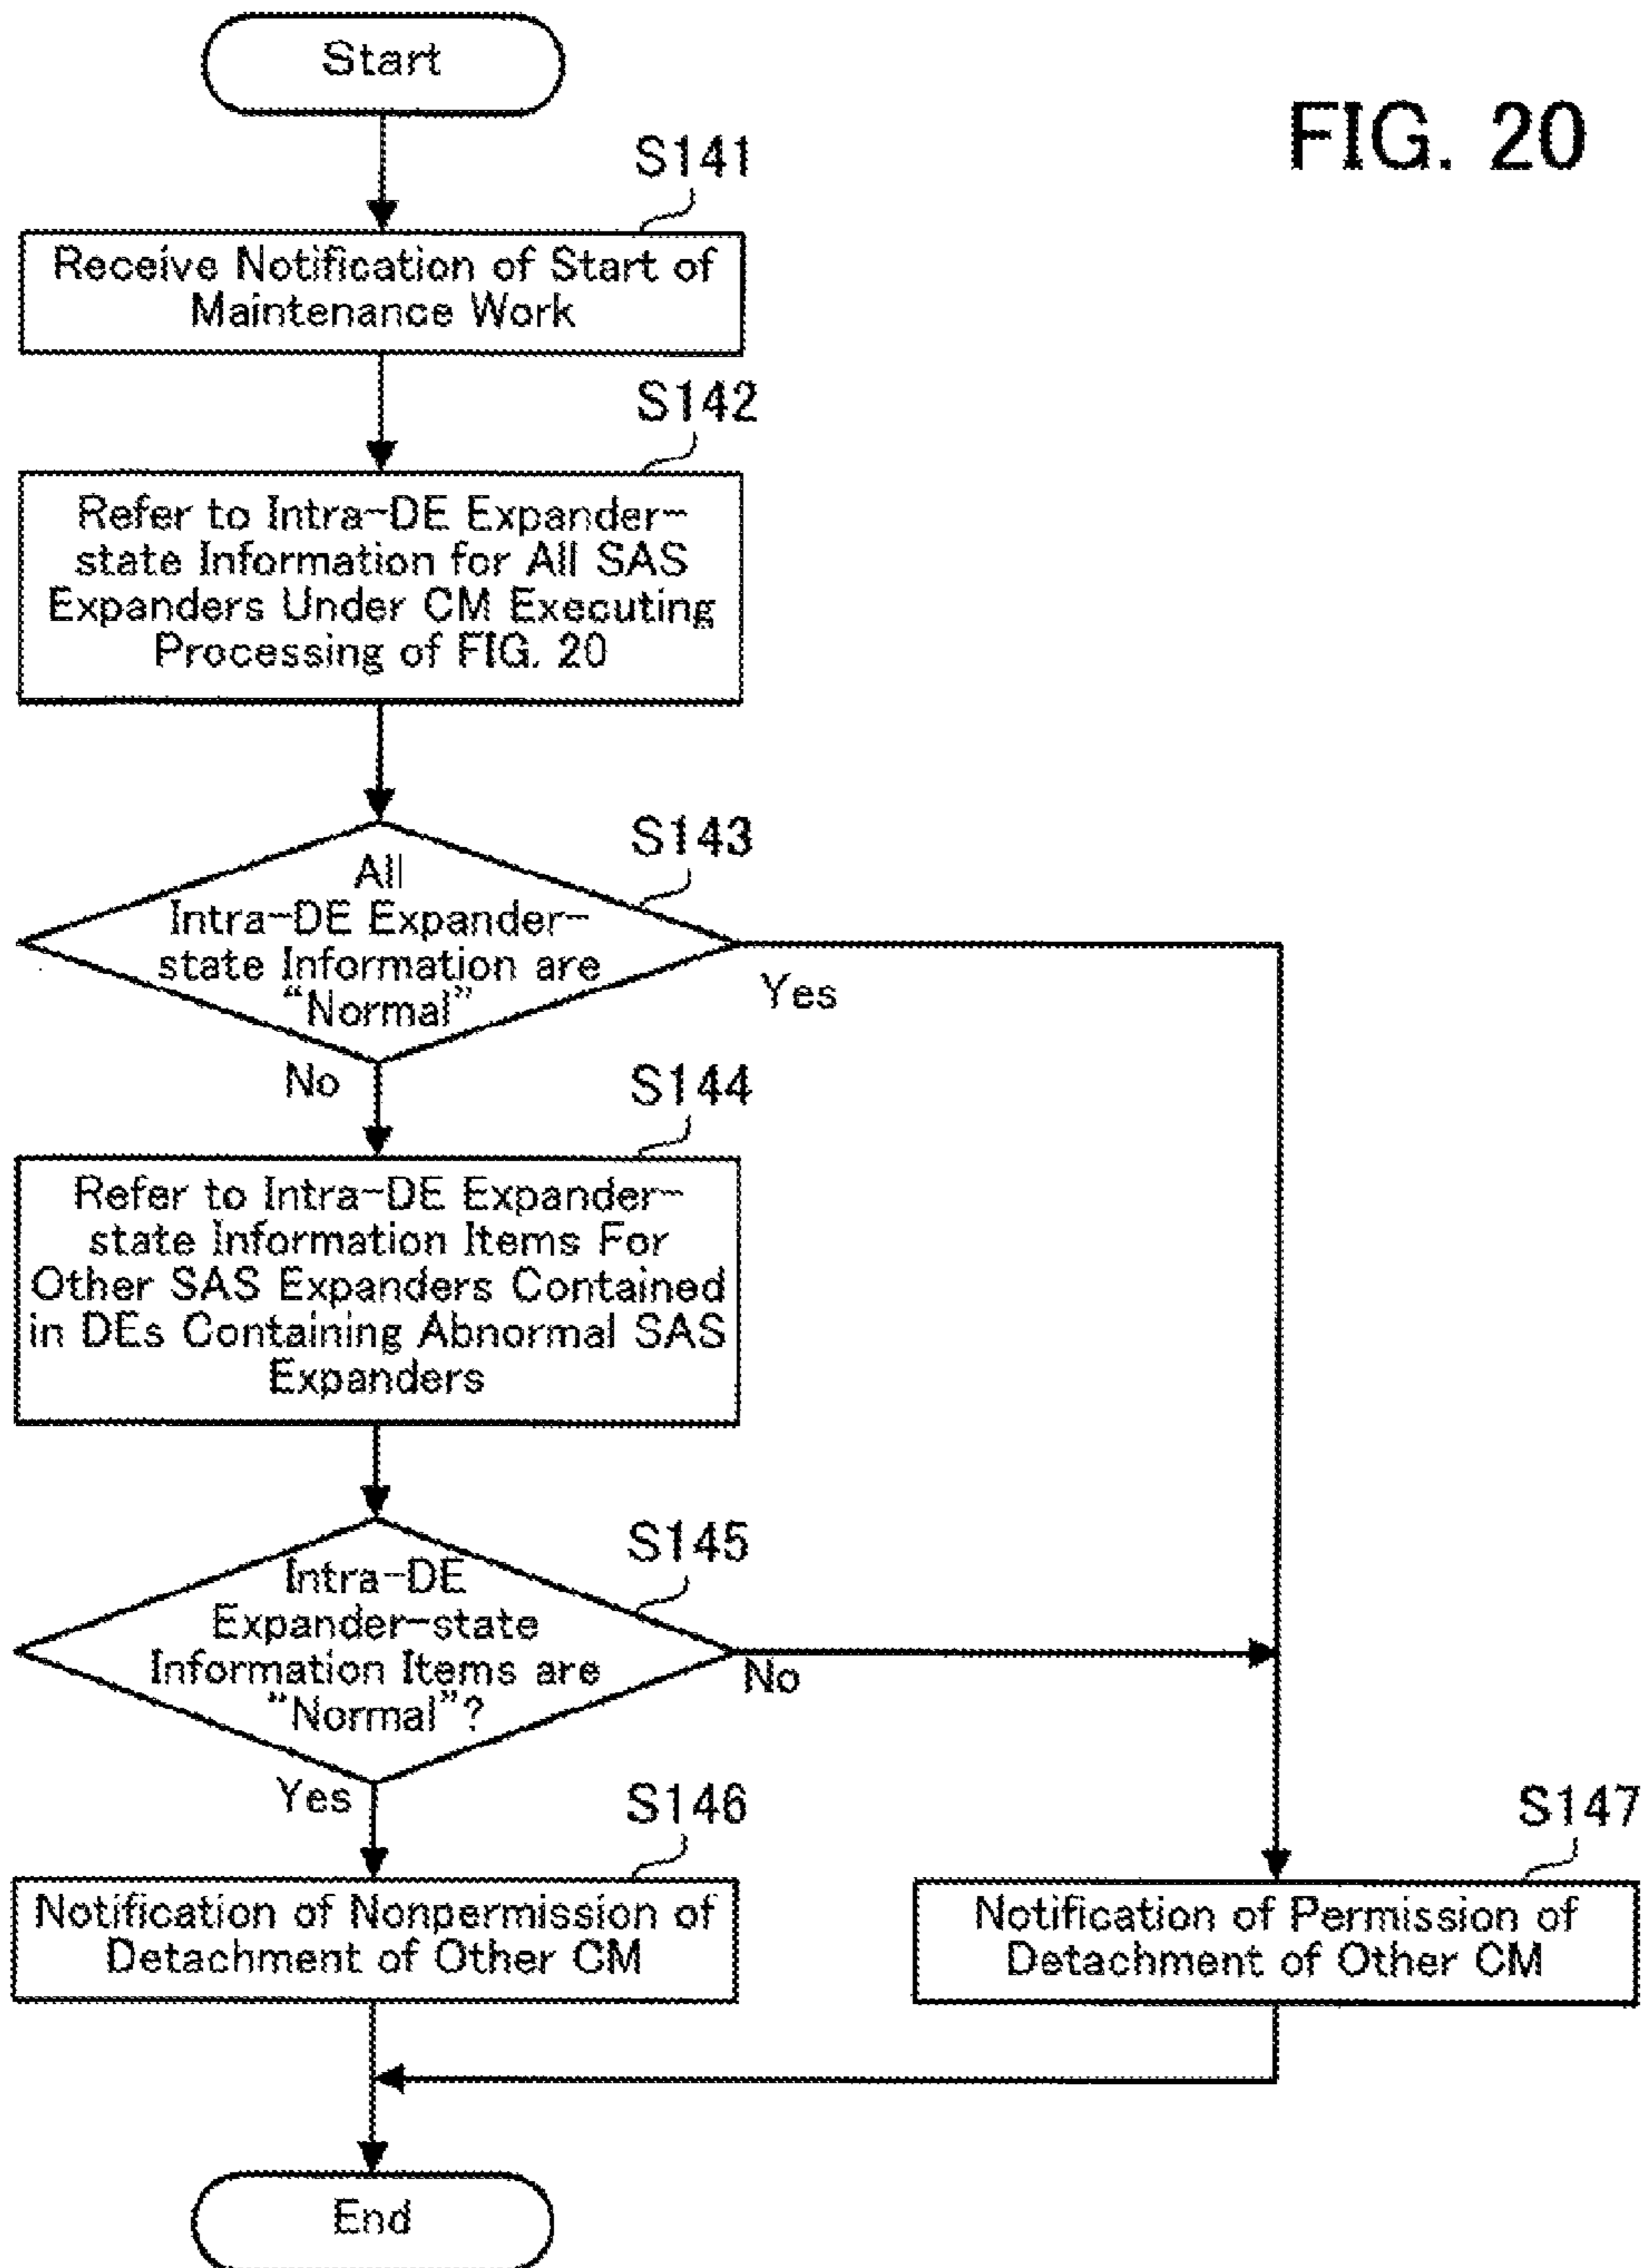 Start
FIG. 20
S141
Receive Notification of Start of
Maintenance Work
S142
Refer to Intra-DE Expander-
state Information for All SAS
Expanders Under CM Executing
Processing of FIG. 20
S143
All
Intra-DE Expander-
state Information are
“Normal”
Yes
No
S144
Refer to Intra-DE Expander-
state Information Items For
Other SAS Expanders Contained
in DEs Containing Abnormal SAS
Expanders
S145
Intra-DE
Expander-state
Information Items are
“Normal”?
No
Yes
S146
Notification of Nonpermission of
Detachment of Other CM
S147
Notification of Permission of
Detachment of Other CM
End